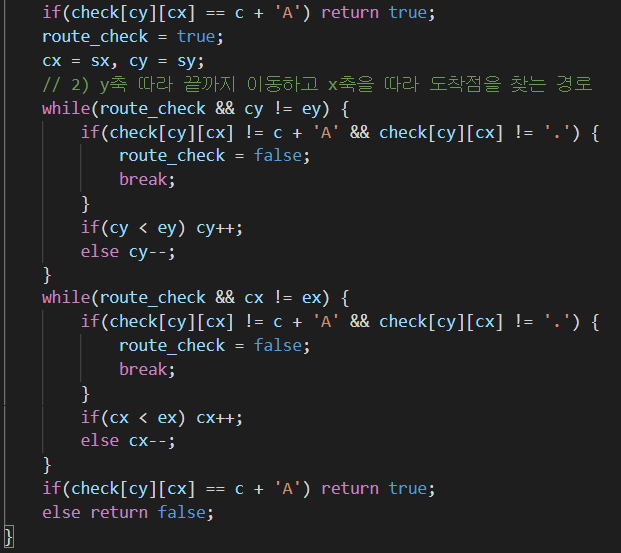 if(check[cy][cx] == c + 'A') return true;
route_check = true;
cx = sx, cy = sy;
// 2) y축 따라 끝까지 이동하고 x축을 따라 도착점을 찾는 경로
while(route_check && cy != ey) {
if(check[cy][cx] != c + 'A' && check[cy][cx] != '.') {
route_check = false;
break;
}
if(cy < ey) cy++;
else cy--;
}
while(route_check && cx != ex) {
if(check[cy][cx] != c + 'A' && check[cy][cx] != '.') {
route_check = false;
break;
}
if(cx < ex) cx++;
else cx--;
}
if(check[cy][cx] == c + 'A') return true;
else return false;
}